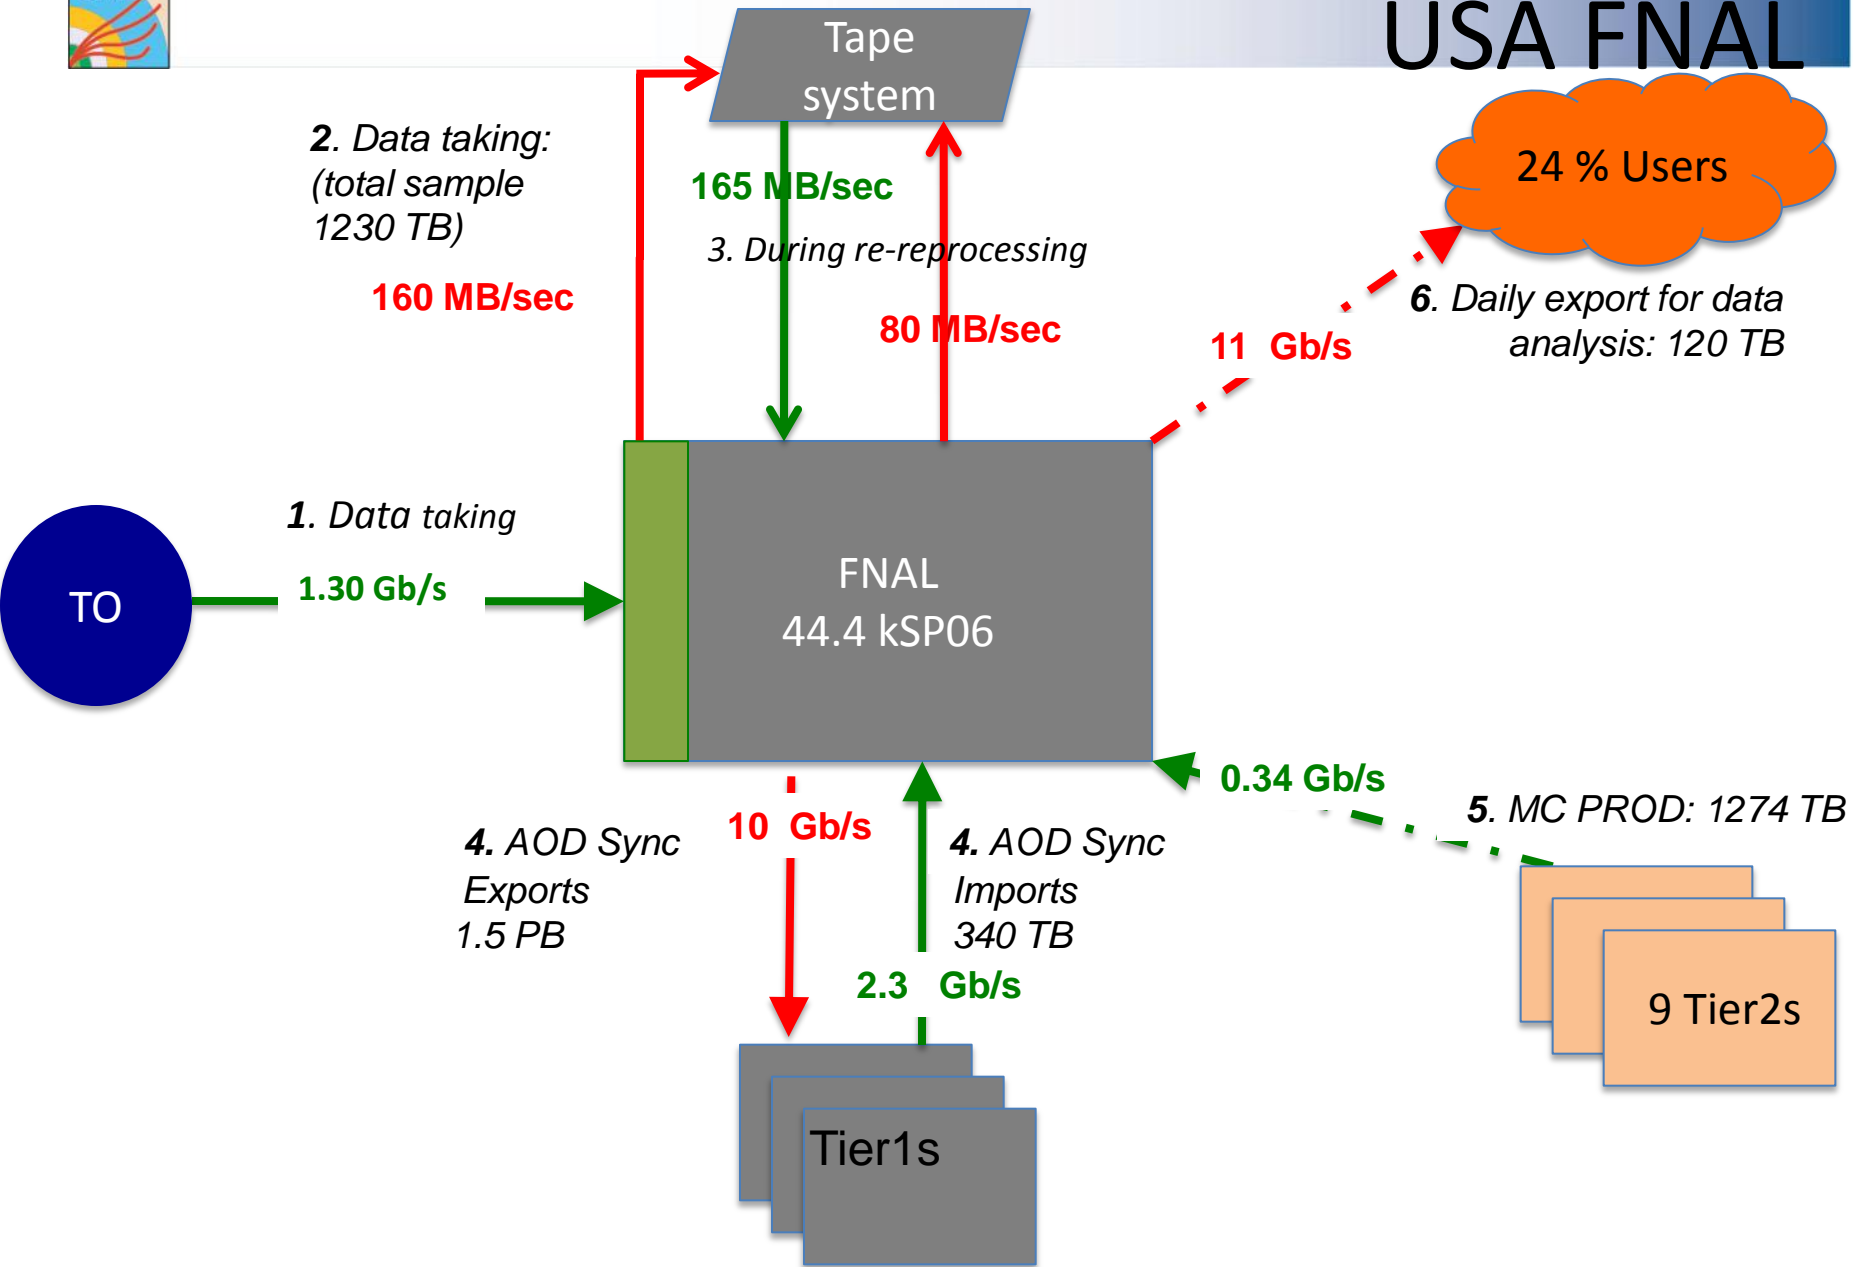 USA FNAL
Tape
system
2. Data taking:
(total sample
1230 TB)
160 MB/sec
165 MB/sec
3. During re-reprocessing
80 MB/sec
24 % Users
6. Daily export for data
analysis: 120 TB
11 Gb/s
1. Data taking
1.30 Gb/s
TO
FNAL
44.4 kSP06
0.34 Gb/s
5. MC PROD: 1274 TB
10 Gb/s
4. AOD Sync
Exports
1.5 PB
4. AOD Sync
Imports
340 TB
2.3 Gb/s
9 Tier2s
Tier1s